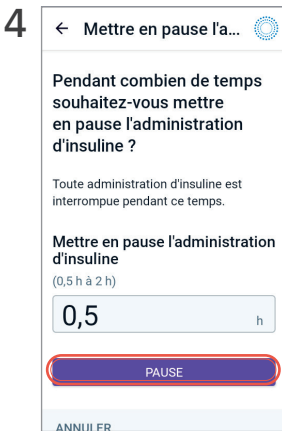 4
← Mettre en pause l'a...
Pendant combien de temps
souhaitez-vous mettre
en pause l'administration
d'insuline ?
Toute administration d'insuline est
interrompue pendant ce temps.
Mettre en pause l'administration
d'insuline
(0,5 h à 2 h)
0,5 h
PAUSE
ANNULER